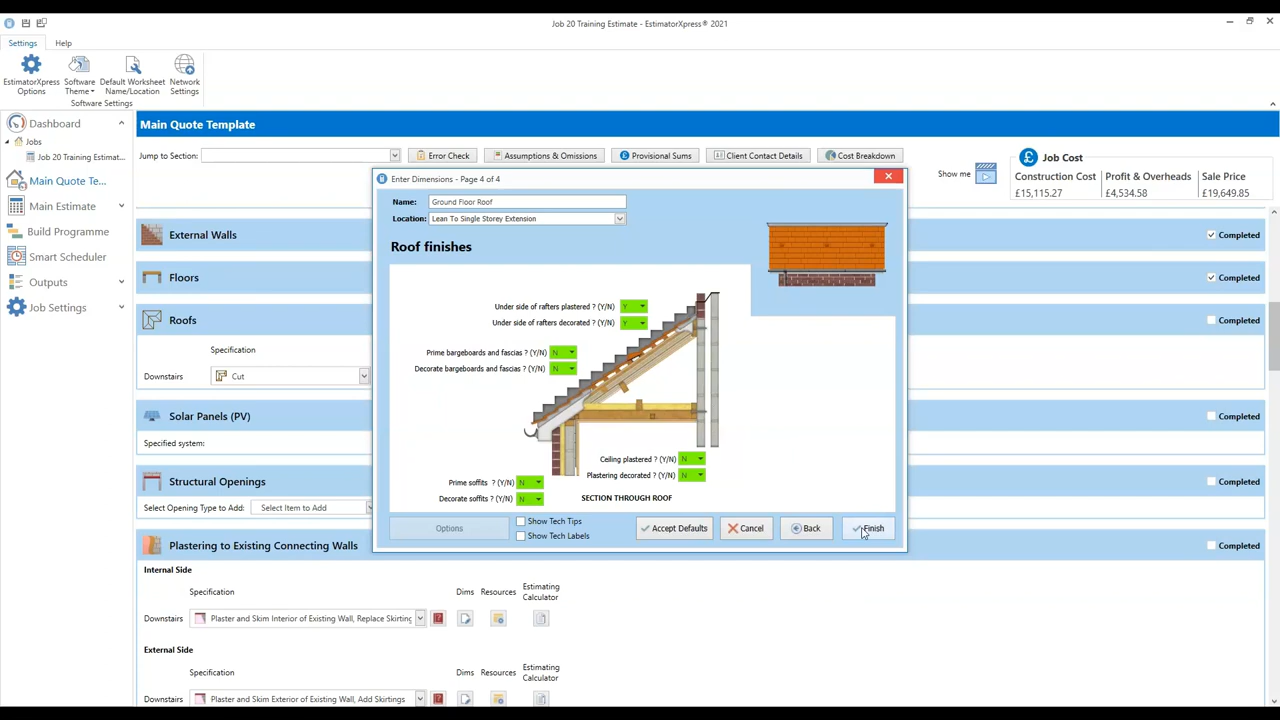 Job 20 Training Estimate - EstimatorXpress® 2021
Settings
Help
EstimatorXpress Options
Software Theme
Default Worksheet Name/Location
Network Settings
Software Settings
Dashboard
Jobs
Job 20 Training Estimat...
Main Quote Te...
Main Estimate
Build Programme
Smart Scheduler
Outputs
Job Settings
Main Quote Template
Jump to Section:
Error Check
Assumptions & Omissions
Provisional Sums
Client Contact Details
Cost Breakdown
Show me
Job Cost
Construction Cost
Profit & Overheads
Sale Price
£15,115.27
£4,534.58
£19,649.85
External Walls
Completed
Floors
Completed
Roofs
Completed
Specification
Downstairs
Cut
Solar Panels (PV)
Completed
Specified system:
Structural Openings
Completed
Select Opening Type to Add:
Select Item to Add
Plastering to Existing Connecting Walls
Completed
Internal Side
Specification
Dims
Resources
Estimating Calculator
Downstairs
Plaster and Skim Interior of Existing Wall, Replace Skirting
External Side
Specification
Dims
Resources
Estimating Calculator
Downstairs
Plaster and Skim Exterior of Existing Wall, Add Skirtings
Enter Dimensions - Page 4 of 4
Name:
Ground Floor Roof
Location:
Lean To Single Storey Extension
Roof finishes
Under side of rafters plastered ? (Y/N)
Y
Under side of rafters decorated ? (Y/N)
Y
Prime bargeboards and fascias ? (Y/N)
N
Decorate bargeboards and fascias ? (Y/N)
N
Ceiling plastered ? (Y/N)
N
Plastering decorated ? (Y/N)
N
Prime soffits ? (Y/N)
N
Decorate soffits ? (Y/N)
N
SECTION THROUGH ROOF
Options
Show Tech Tips
Show Tech Labels
Accept Defaults
Cancel
Back
Finish